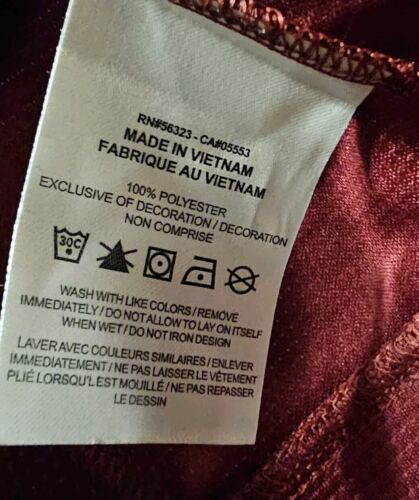 RN#56323 - CA#05553
MADE IN VIETNAM
FABRIQUE AU VIETNAM
100% POLYESTER
EXCLUSIVE OF DECORATION / DECORATION
NON COMPRISE
30C
WASH WITH LIKE COLORS / REMOVE
IMMEDIATELY / DO NOT ALLOW TO LAY ON ITSELF
WHEN WET / DO NOT IRON DESIGN
LAVER AVEC COULEURS SIMILAIRES / ENLEVER
IMMÉDIATEMENT / NE PAS LAISSER LE VÊTEMENT
PLIÉ LORSQU'EST MOUILLÉ / NE PAS REPASSER
LE DESSIN